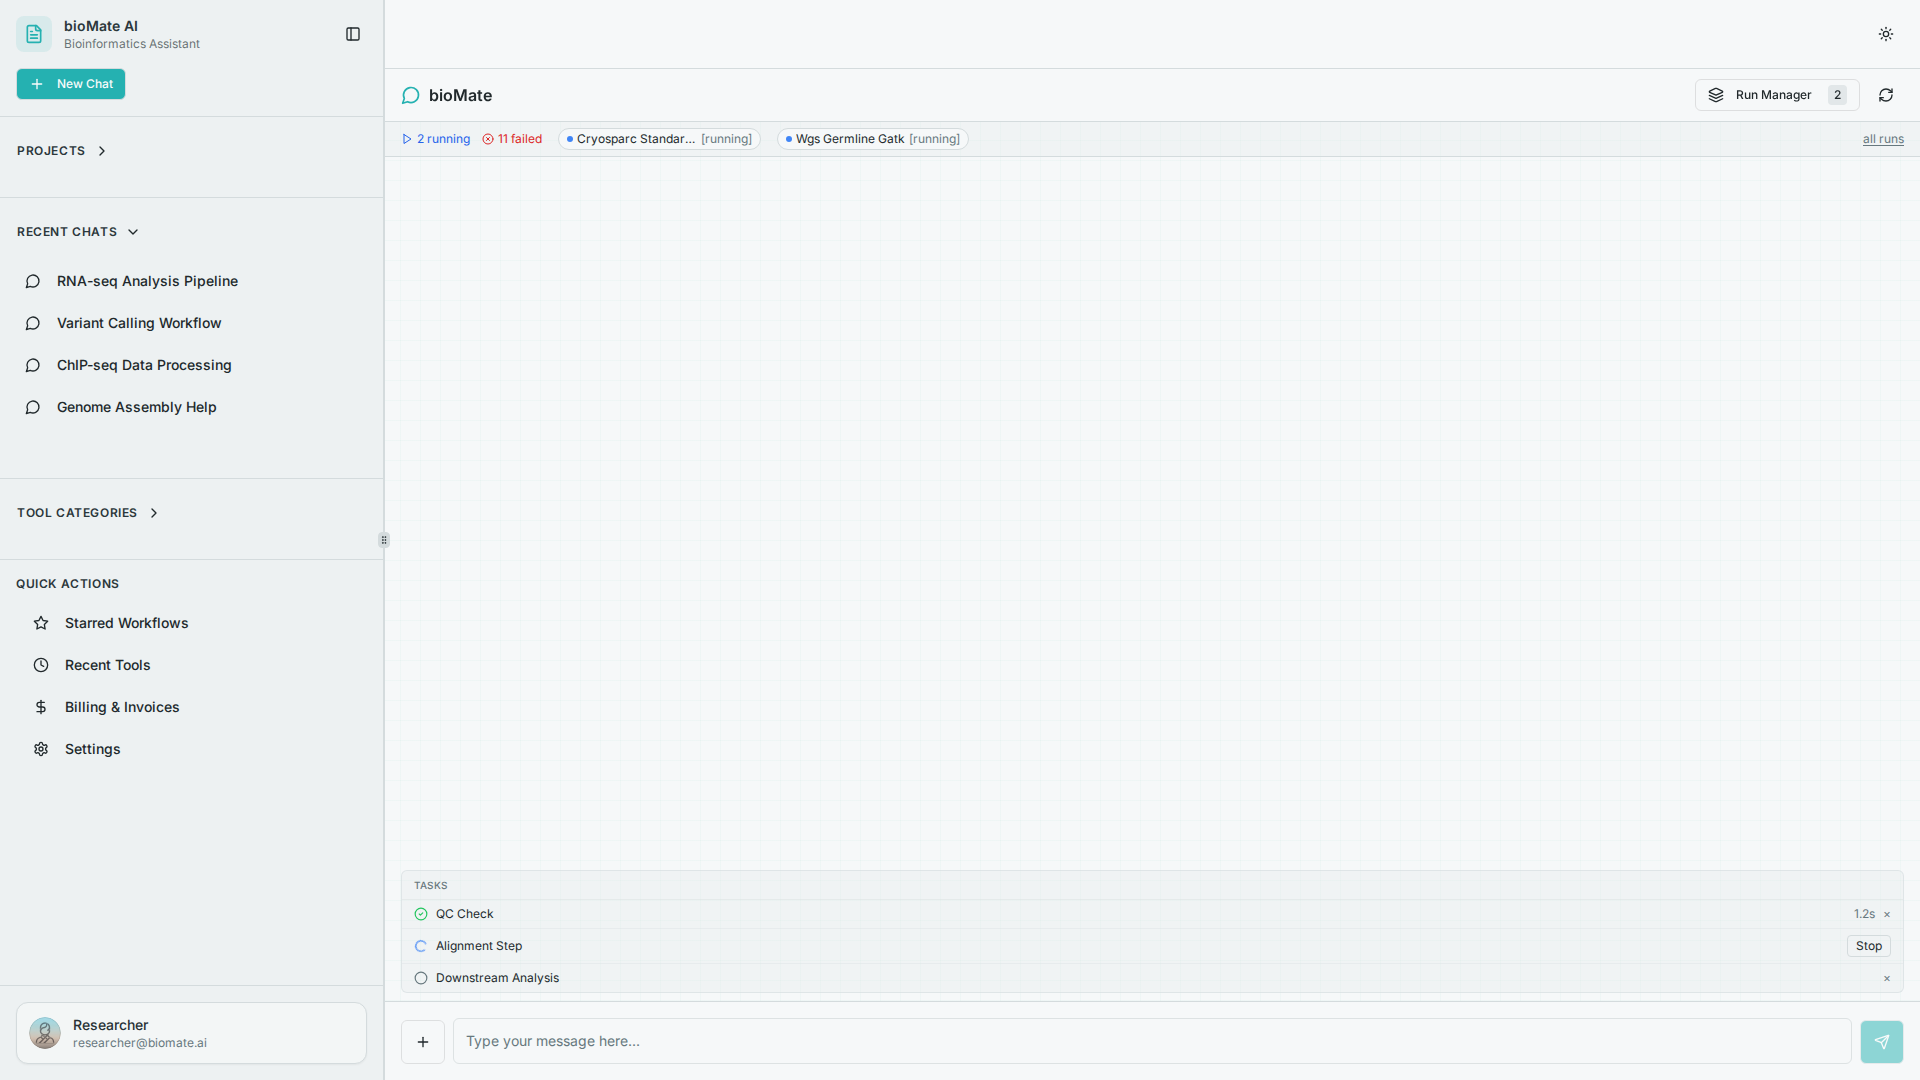 bioMate AI
Bioinformatics Assistant
New Chat
PROJECTS
RECENT CHATS
RNA-seq Analysis Pipeline
Variant Calling Workflow
ChIP-seq Data Processing
Genome Assembly Help
TOOL CATEGORIES
QUICK ACTIONS
Starred Workflows
Recent Tools
Billing & Invoices
Settings
Researcher
researcher@biomate.ai
bioMate
Run Manager 2
2 running 11 failed Cryosparc Standar... [running] Wgs Germline Gatk [running] all runs
TASKS
QC Check 1.2s ×
Alignment Step Stop
Downstream Analysis ×
Type your message here...